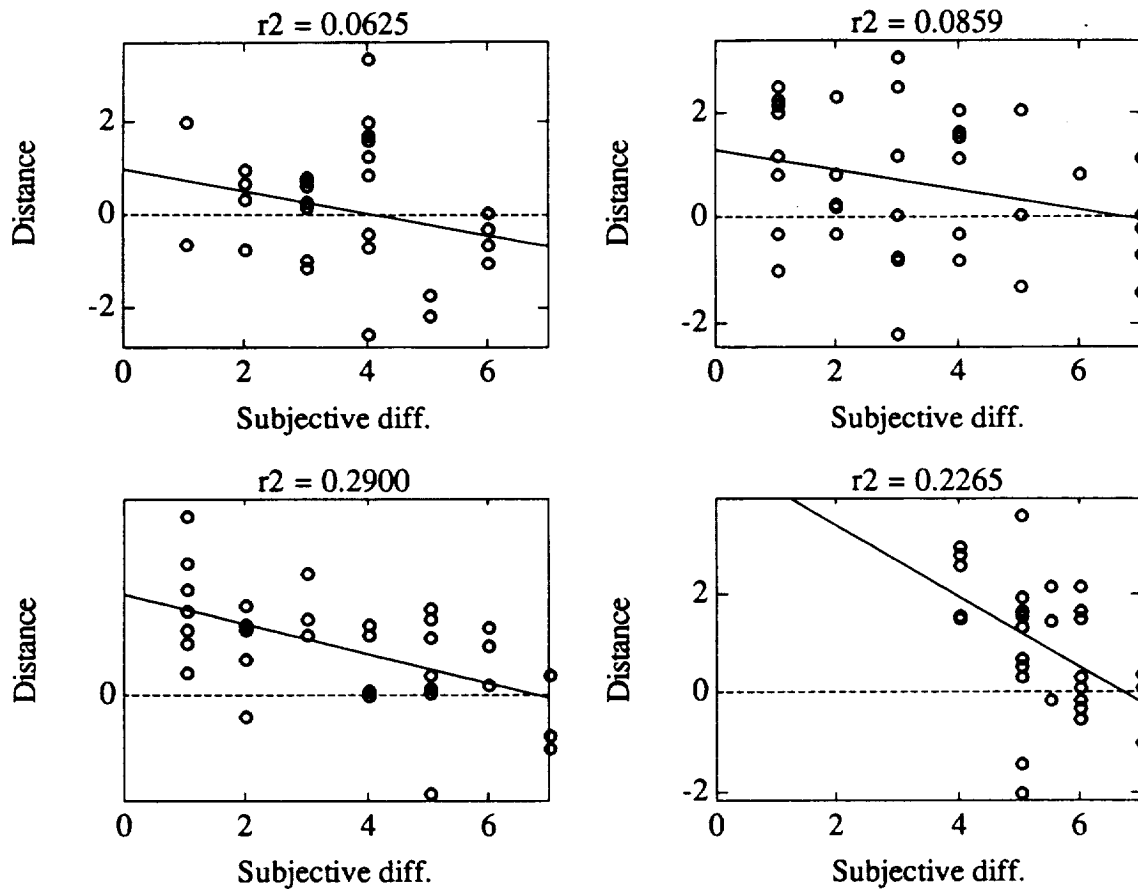 r2 = 0.0625
Distance
2
0
-2
0 2 4 6
Subjective diff.
r2 = 0.0859
Distance
2
0
-2
0 2 4 6
Subjective diff.
r2 = 0.2900
Distance
0
0 2 4 6
Subjective diff.
r2 = 0.2265
Distance
2
0
-2
0 2 4 6
Subjective diff.